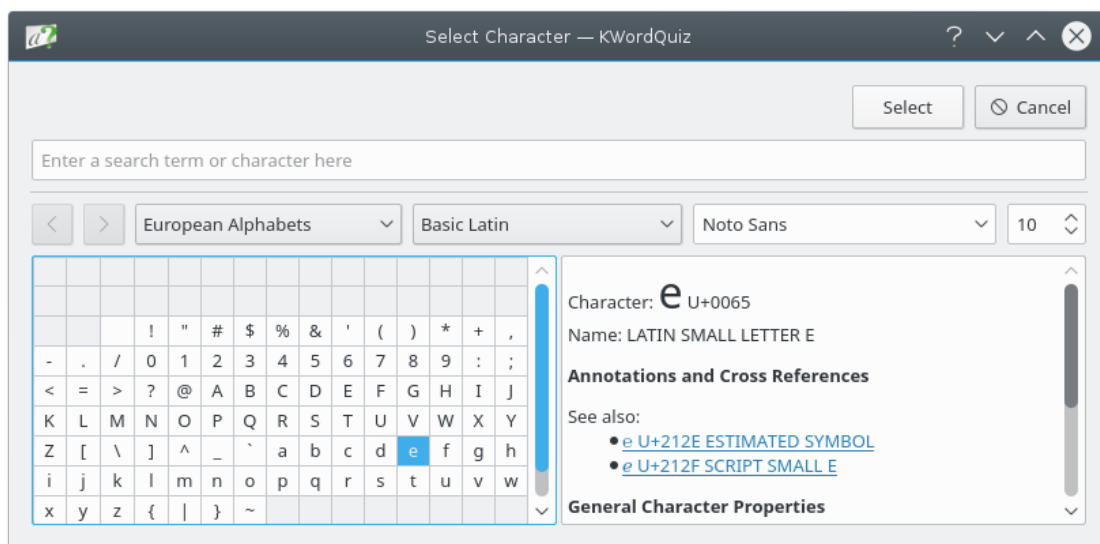 Select Character — KWordQuiz
Select Cancel
Enter a search term or character here
European Alphabets Basic Latin Noto Sans 10
! " # $ % & ' ( ) * + ,
- . / 0 1 2 3 4 5 6 7 8 9 : ;
< = > ? @ A B C D E F G H I J
K L M N O P Q R S T U V W X Y
Z [ \ ] ^ _ ` a b c d e f g h
i j k l m n o p q r s t u v w
x y z { | } ~
Character: e U+0065
Name: LATIN SMALL LETTER E
Annotations and Cross References
See also:
• ℮ U+212E ESTIMATED SYMBOL
• ℯ U+212F SCRIPT SMALL E
General Character Properties